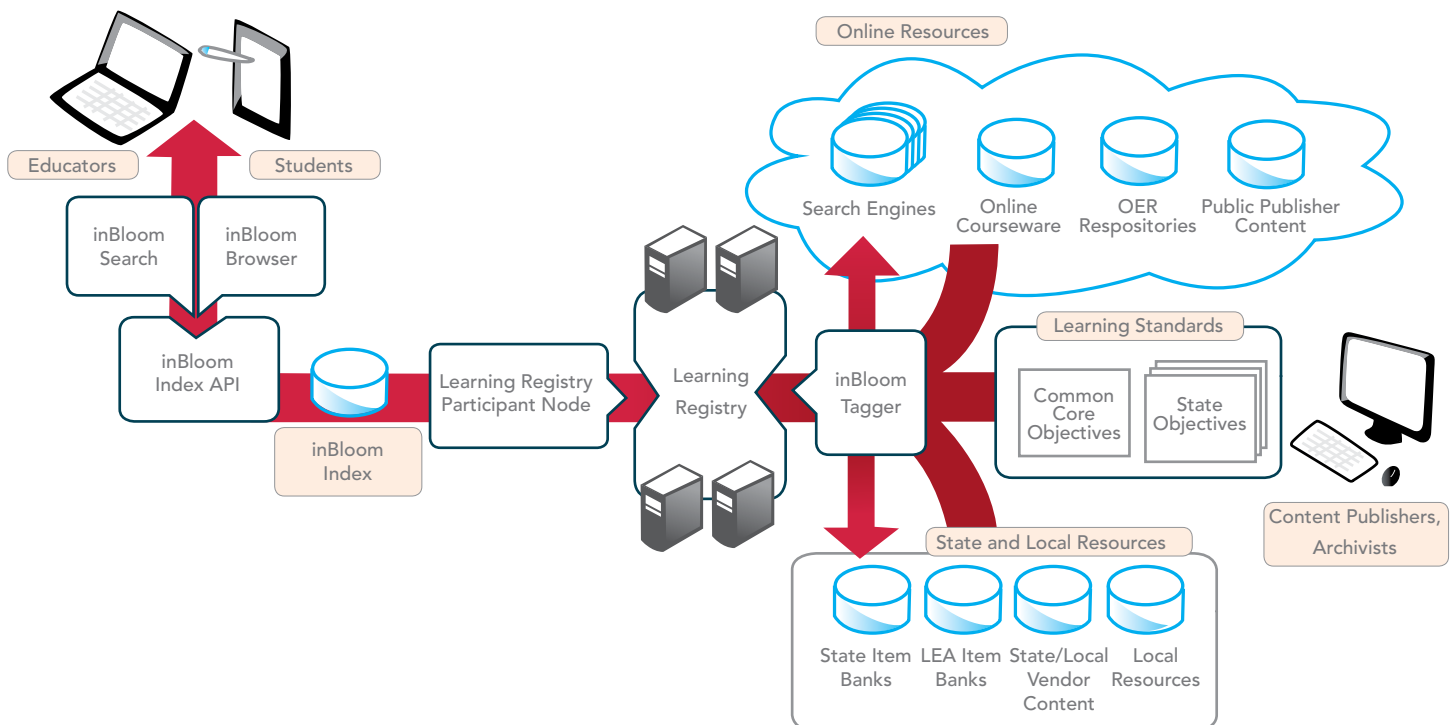 Online Resources
Educators
Students
inBloom
Search
inBloom
Browser
Search Engines
Online
Courseware
OER
Respositories
Public Publisher
Content
inBloom
Index API
inBloom
Index
Learning Registry
Participant Node
Learning
Registry
inBloom
Tagger
Learning Standards
Common
Core
Objectives
State
Objectives
Content Publishers,
Archivists
State and Local Resources
State Item
Banks
LEA Item
Banks
State/Local
Vendor
Content
Local
Resources